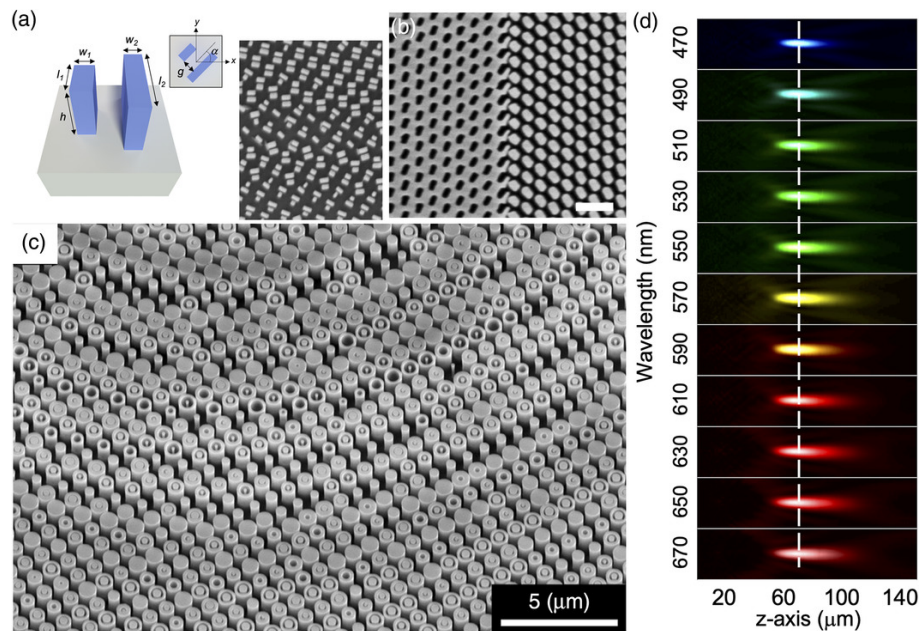 (a)
w1
w2
l1
l2
h
y
x
α
g
(b)
(c)
5 (μm)
(d)
Wavelength (nm)
470
490
510
530
550
570
590
610
630
650
670
20 60 100 140
z-axis (μm)